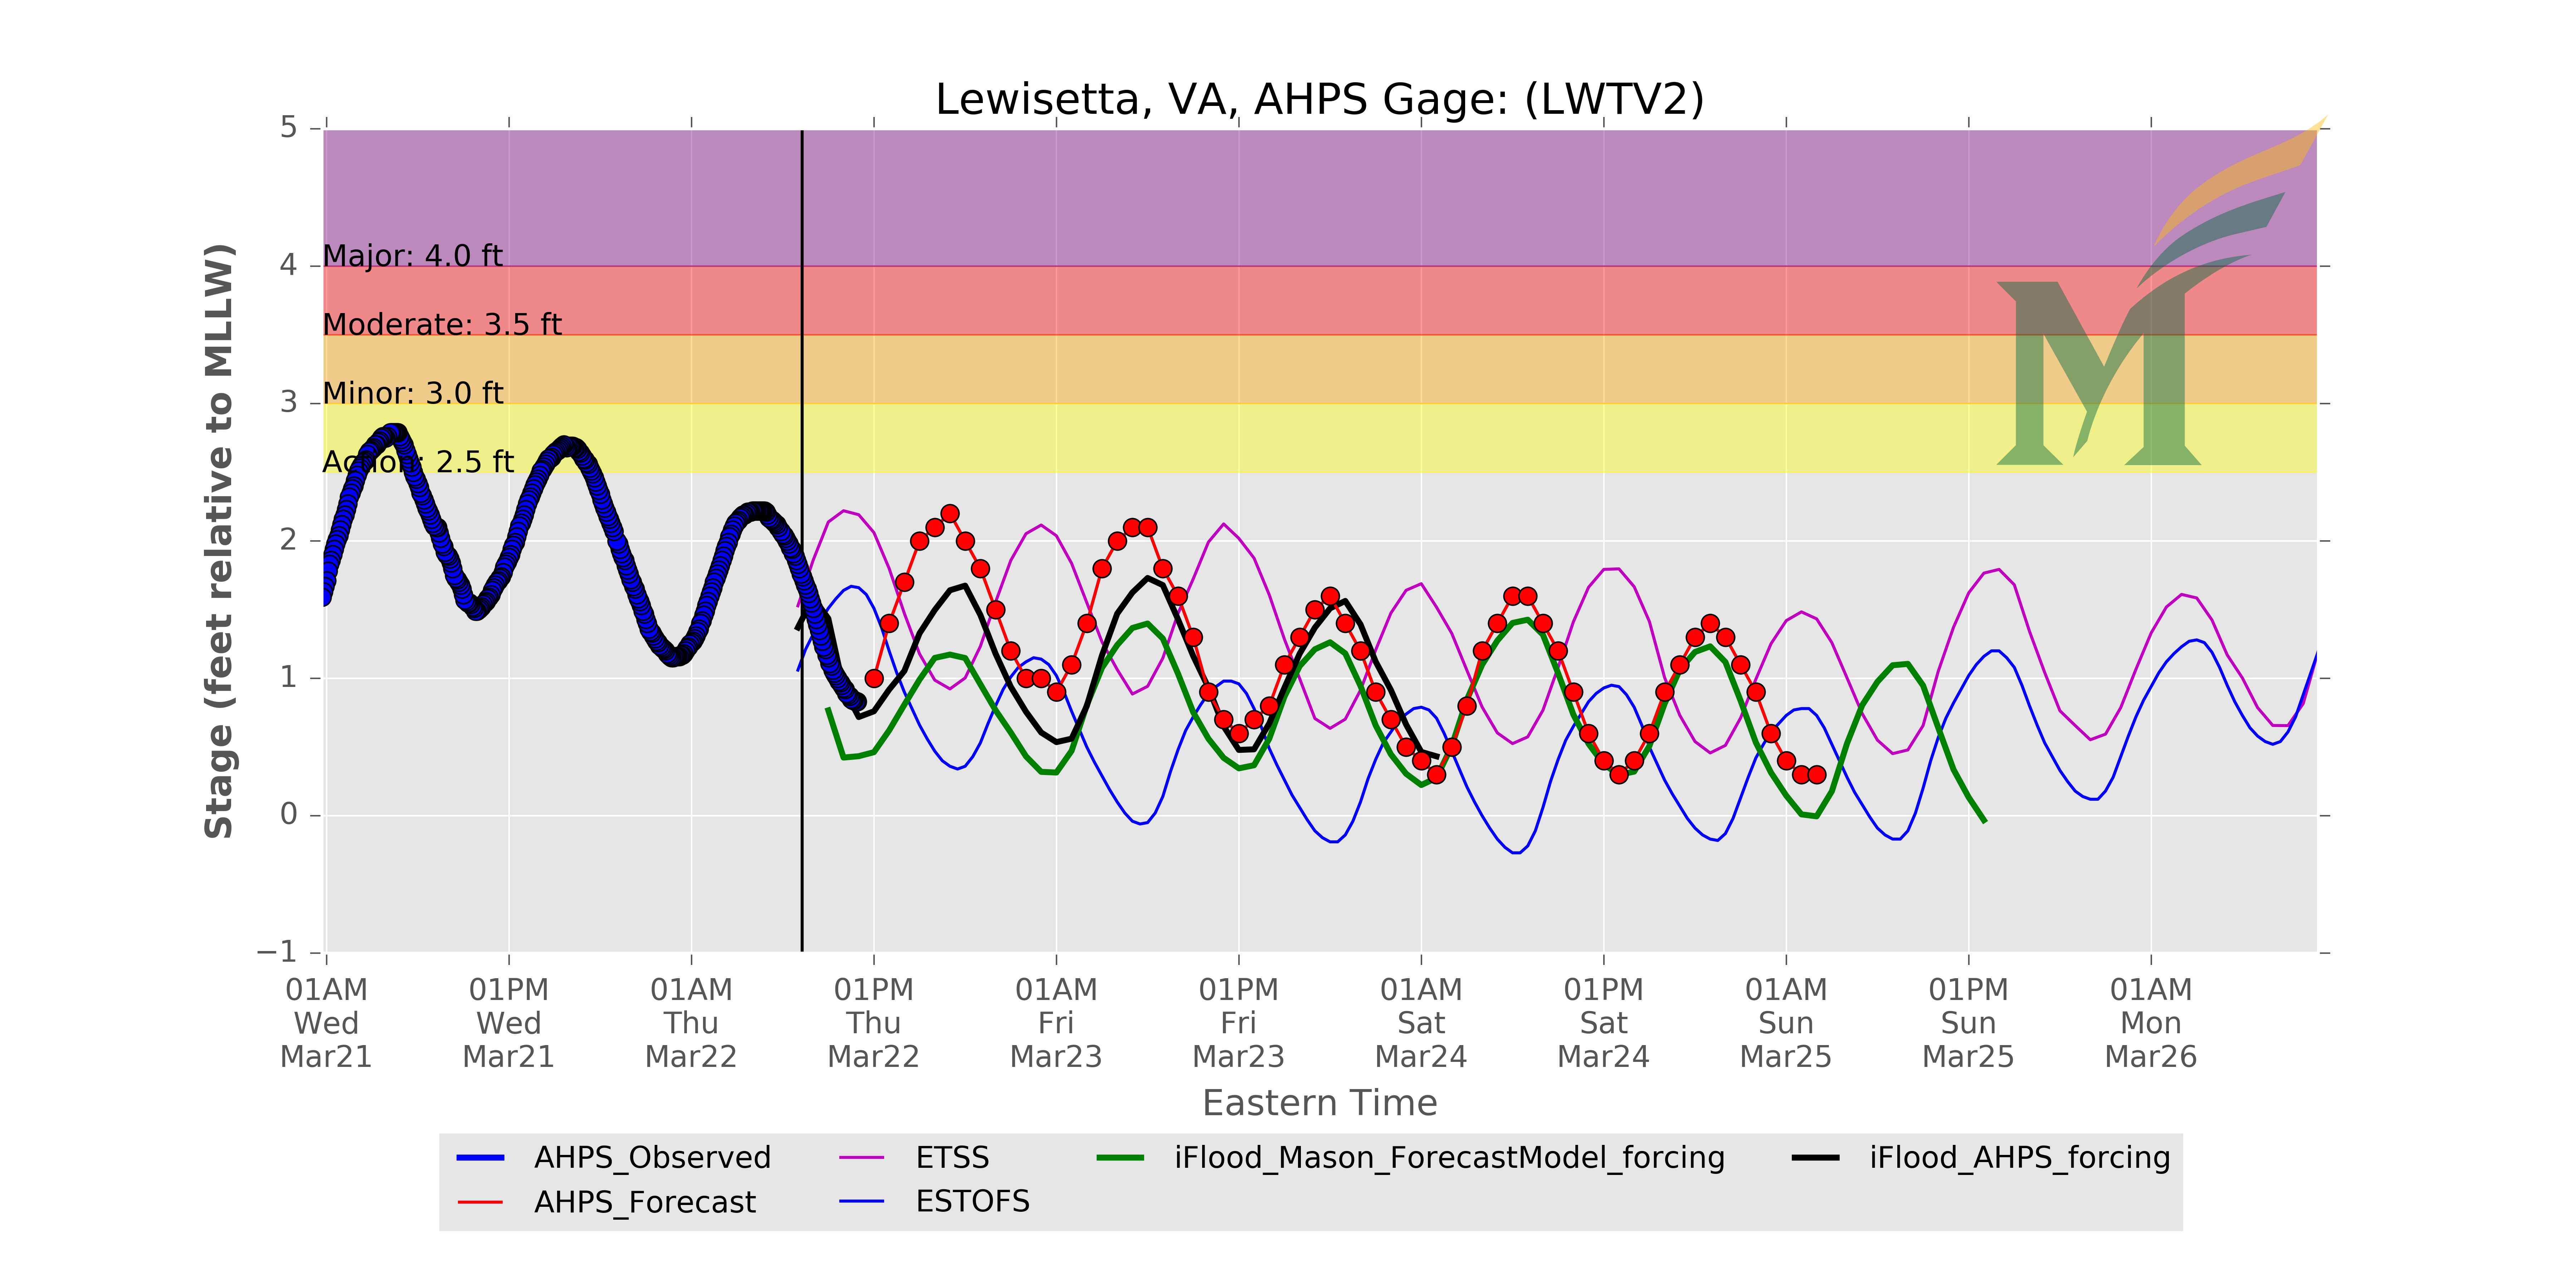 Lewisetta, VA, AHPS Gage: (LWTV2)
Stage (feet relative to MLLW)
5
4
3
2
1
0
−1
Major: 4.0 ft
Moderate: 3.5 ft
Minor: 3.0 ft
Action: 2.5 ft
M
01AM 01PM 01AM 01PM 01AM 01PM 01AM 01PM 01AM 01PM 01AM
Wed Wed Thu Thu Fri Fri Sat Sat Sun Sun Mon
Mar21 Mar21 Mar22 Mar22 Mar23 Mar23 Mar24 Mar24 Mar25 Mar25 Mar26
Eastern Time
AHPS_Observed ETSS iFlood_Mason_ForecastModel_forcing iFlood_AHPS_forcing
AHPS_Forecast ESTOFS